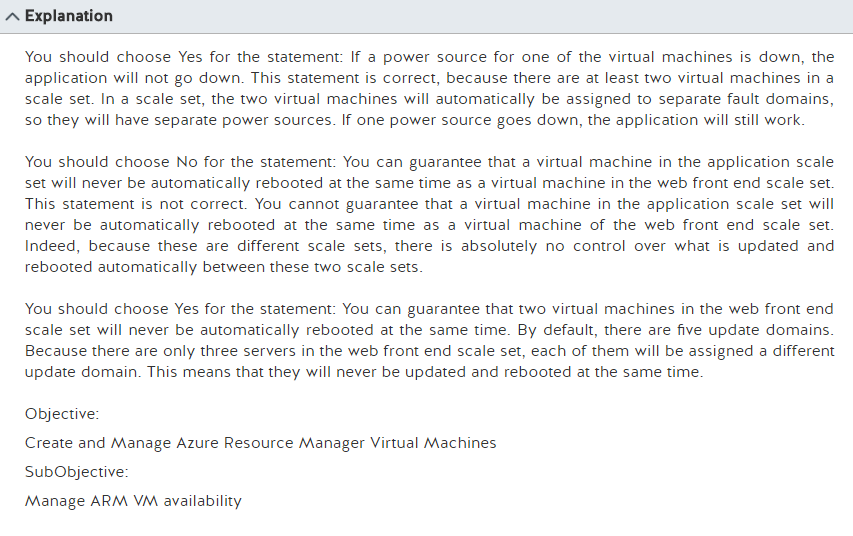 Explanation
You should choose Yes for the statement: If a power source for one of the virtual machines is down, the
application will not go down. This statement is correct, because there are at least two virtual machines in a
scale set. In a scale set, the two virtual machines will automatically be assigned to separate fault domains,
so they will have separate power sources. If one power source goes down, the application will still work.
You should choose No for the statement: You can guarantee that a virtual machine in the application scale
set will never be automatically rebooted at the same time as a virtual machine in the web front end scale set.
This statement is not correct. You cannot guarantee that a virtual machine in the application scale set will
never be automatically rebooted at the same time as a virtual machine of the web front end scale set.
Indeed, because these are different scale sets, there is absolutely no control over what is updated and
rebooted automatically between these two scale sets.
You should choose Yes for the statement: You can guarantee that two virtual machines in the web front end
scale set will never be automatically rebooted at the same time. By default, there are five update domains.
Because there are only three servers in the web front end scale set, each of them will be assigned a different
update domain. This means that they will never be updated and rebooted at the same time.
Objective:
Create and Manage Azure Resource Manager Virtual Machines
SubObjective:
Manage ARM VM availability